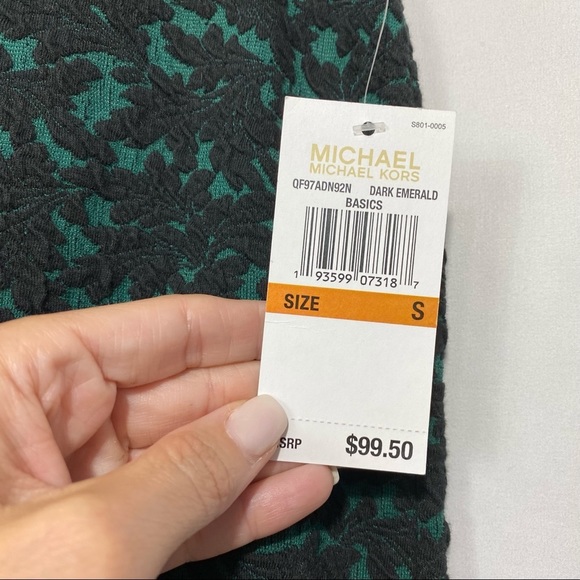 S801-0005
MICHAEL
MICHAEL KORS
QF97ADN92N DARK EMERALD
BASICS
1 93599 07318 7
SIZE S
SRP $99.50